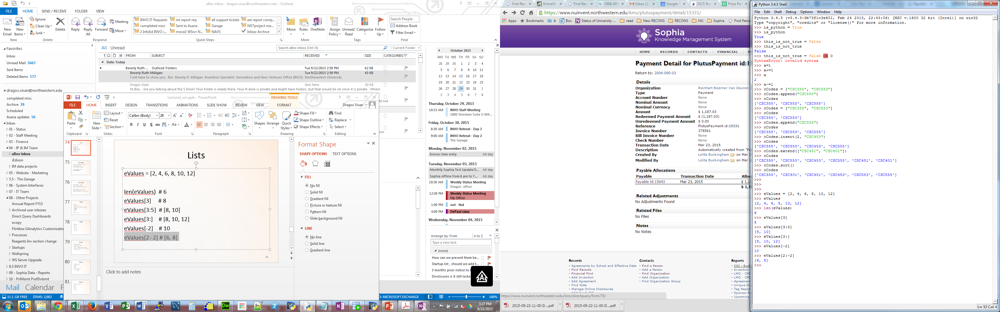 aBev inbox - dragos.visan@northwestern.edu - Outlook
FILE HOME SEND / RECEIVE FOLDER VIEW
New Email New Items
Ignore
Clean Up
Junk
Delete
Reply Reply All Forward
Meeting
More
INVO IT Requests int report req all support tickets ext report comp...
completed misc Sent to Asana Garage NXTproject me...
2 InfoEd INVO i... move2 WSrvr N... NAVS Inbox-Archive
Move Rules OneNote
Assign Policy Unread/ Read Categorize Follow Up
Search People
Address Book
Filter Email
New Delete Respond Quick Steps Move Tags Find
Favorites
Inbox
Unread Mail 3667
Sent Items
Deleted Items 577
dragos.visan@northwestern.edu
completed misc
Archive 39
Scheduled
Asana updates 56
Inbox
01 - Status
02 - Staff Meeting
03 - Finance
04 - IP & IM Team
aBev inbox
iEdison
IM data projects
05 - Website - Marketing
5.5 - The Garage
06 - System Interfaces
07 - IT Team
08 - Other Projects
Annual Report FY15
Archived user inboxes
Direct Query Dashboards
ecopy
Flintbox GAnalytics Customizatio
Processes
Reagents Inv section change
Startups
Wellspring
WS Server Upgrade
8.5 INVO IT
09 - Sophia Data - Reports
10 - PriMgmt ProfDvlpmt
Mail Calendar P
11.1 GB FREE ITEMS: 2,002
All Unread
Search aBev inbox (Ctrl+E) Current Folder
FROM SUBJECT RECEIVED SIZE CATEGORIES
Date: Today
Beverly Ruth ... Outlook Folders Tue 9/22/2015 2:59 PM 62 KB
Beverly Ruth Milligan Tue 9/22/2015 2:59 PM 43 KB
I will have to show you. Bev Beverly R. Milligan Invention Specialist Innovation and New Ventures Office (INVO) Northwestern University
Dragos Visan Sent Items 30 KB
Hi Bev, Are you talking about the S Drive? Your folder is empty there. Your N drive is private and might have folders, but that would be ok since it is private. Where
Lecture2_wn.pptx - PowerPoint
DRAWING TOOLS
FILE HOME INSERT DESIGN TRANSITIONS ANIMATIONS SLIDE SHOW REVIEW VIEW FORMAT Dragos Visan
Paste
New Slide
Layout
Reset
Section
Calibri (Body) 28
Shapes Arrange Quick Styles
Shape Fill
Shape Outline
Shape Effects
Find
Replace
Select
Clipboard Slides Font Paragraph Drawing Editing
74
75
76
77
78
79
80
81
Lists
eValues = [2, 4, 6, 8, 10, 12]
len(eValues) # 6
eValues[3] # 8
eValues[3:5] # [8, 10]
eValues[3:] # [8, 10, 12]
eValues[-2] # 10
eValues[2:-2] # [6, 8]
74
Click to add notes
Format Shape
SHAPE OPTIONS TEXT OPTIONS
FILL
No fill
Solid fill
Gradient fill
Picture or texture fill
Pattern fill
Slide background fill
LINE
No line
Solid line
Gradient line
October 2015
MO TU WE TH FR SA SU
28 29 30 1 2 3 4
5 6 7 8 9 10 11
12 13 14 15 16 17 18
19 20 21 22 23 24 25
26 27 28 29 30 31 1
2 3 4 5 6 7 8
Thursday, October 29, 2015
10:15 AM INVO Staff Meeting
1800 Sherman Suite 5-504...
Friday, October 30, 2015
8:30 AM INVO Retreat - Day 2
9:00 AM INVO Retreat - Day 2
The Garage
Monday, November 02, 2015
Kronos time entry All day
Tuesday, November 03, 2015
Monthly Sophia Test Update/S... All day
Sophia offline from 6 pm to 7... All day
10:30 AM Weekly Status Meeting
Dragos' office
12:30 PM Weekly Status Meeting
My Office
1:00 PM out - tbd
4:00 PM DePaul class
Wednesday, November 04, 2015
Arrange by: From A to Z
Type a new task
(none)
How can we present them be...
Startup list , should we add t...
3 months prior notice to
Disclosures is it still locke
D: MICROSOFT EXCHANGE 100%
3:27 PM
9/22/2015
Find Rec ActiveGi Find Rec ORA-009 Inbox (11 Google C 2015 Run Pizza Par
https://www.nuinvent.northwestern.edu/kms/plutuspayment/detail/15331/
Apps Bookmarks A Box Status of University ... read New RECONS NU Sophia Find Perso
Sophia
Knowledge Management System
HOME RECORDS CONTACTS FINANCIAL
Payment Detail for PlutusPayment id:1
Return to: 2004-090-03
Details
Organization Reinhart Boerner Van Deuren
Type Payment
Account Number None
Nominal Amount None
Nominal Currency None
Amount $ 1,187.03
Redeemed Payment Amount $ (1,187.03)
Unredeemed Payment Amount $ 0.00
Reference PlutusPayment id:15331
Invoice Number 378561
Bill Invoice Number None
Check Number None
Transaction Date Mar 23, 2015
Description Automatically created from "Pa
Created By Lolita Buckingham on Mar
Modified By Lolita Buckingham on Mar
Payable Allocations
Payable Transaction Date Alloc
Payable id:15643 Mar 23, 2015 $ 1,1
$ 1,1
Related Adjustments
No Adjustments Found
Related Files
No Files
Notes
No Notes
Records
- Agreements by School and Effective Date
- Find Records
- Financial Find
- Add Invention
- Add Agreement
- Find Note
- Manage Online Disclosures
Contacts
- Find a Person
- Add a Person
- Find Organization
- Add Organization
- Find Organization Group
Reports
- COI - Excl
- Invention
- LMD - CPI
- LMD - CPI
- Agreemen
- Unique In
- Tag Repor
- Sponsor R
- Upcoming
https://www.nuinvent.northwestern.edu/kms/directquery/form/76/
2015-09-22-11-00-D....pdf 2015-09-22-11-00-D....pdf
Python 3.4.3 Shell
File Edit Shell Debug Options Window Help
Python 3.4.3 (v3.4.3:9b73f1c3e601, Feb 24 2015, 22:43:06) [MSC v.1600 32 bit (Intel)] on win32
Type "copyright", "credits" or "license()" for more information.
>>> is_python = True
>>> is_python
True
>>> this_is_not_true = False
>>> this_is_not_true
False
>>> this_is_not_true = False OR 0
SyntaxError: invalid syntax
>>> a=1
>>> a+=1
>>> a
2
>>> a-=1
>>> cCodes = ["CSC355", "CSC553"]
>>> cCodes.append("CSC555")
>>> cCodes
['CSC355', 'CSC553', 'CSC555']
>>> cCodes = ["CSC355", "CSC553"]
>>> cCodes
['CSC355', 'CSC553']
>>> cCodes.append("CSC555")
>>> cCodes
['CSC355', 'CSC553', 'CSC555']
>>> cCodes.insert(2, "CSC453")
>>> cCodes
['CSC355', 'CSC553', 'CSC453', 'CSC555']
>>> cCodes.extend(["CSC451", "CSC401"])
>>> cCodes
['CSC355', 'CSC553', 'CSC453', 'CSC555', 'CSC451', 'CSC401']
>>> cCodes.sort()
>>> cCodes
['CSC355', 'CSC401', 'CSC451', 'CSC453', 'CSC553', 'CSC555']
>>>
>>>
>>>
>>> eValues = [2, 4, 6, 8, 10, 12]
>>> eValues
[2, 4, 6, 8, 10, 12]
>>> len(eValues)
6
>>> eValues[3]
8
>>> eValues[3:5]
[8, 10]
>>> eValues[3:]
[8, 10, 12]
>>> eValues[-2]
10
>>> eValues[2:-2]
[6, 8]
>>>
Ln: 53 Col: 4